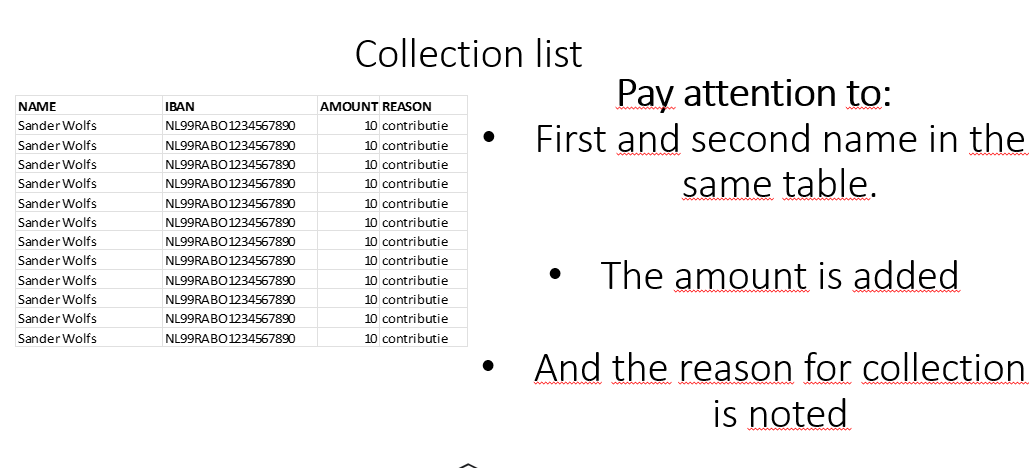 Collection list
NAME IBAN AMOUNT REASON
Sander Wolfs NL99RABO1234567890 10 contributie
Sander Wolfs NL99RABO1234567890 10 contributie
Sander Wolfs NL99RABO1234567890 10 contributie
Sander Wolfs NL99RABO1234567890 10 contributie
Sander Wolfs NL99RABO1234567890 10 contributie
Sander Wolfs NL99RABO1234567890 10 contributie
Sander Wolfs NL99RABO1234567890 10 contributie
Sander Wolfs NL99RABO1234567890 10 contributie
Sander Wolfs NL99RABO1234567890 10 contributie
Sander Wolfs NL99RABO1234567890 10 contributie
Sander Wolfs NL99RABO1234567890 10 contributie
Sander Wolfs NL99RABO1234567890 10 contributie
Pay attention to:
• First and second name in the
same table.
• The amount is added
• And the reason for collection
is noted